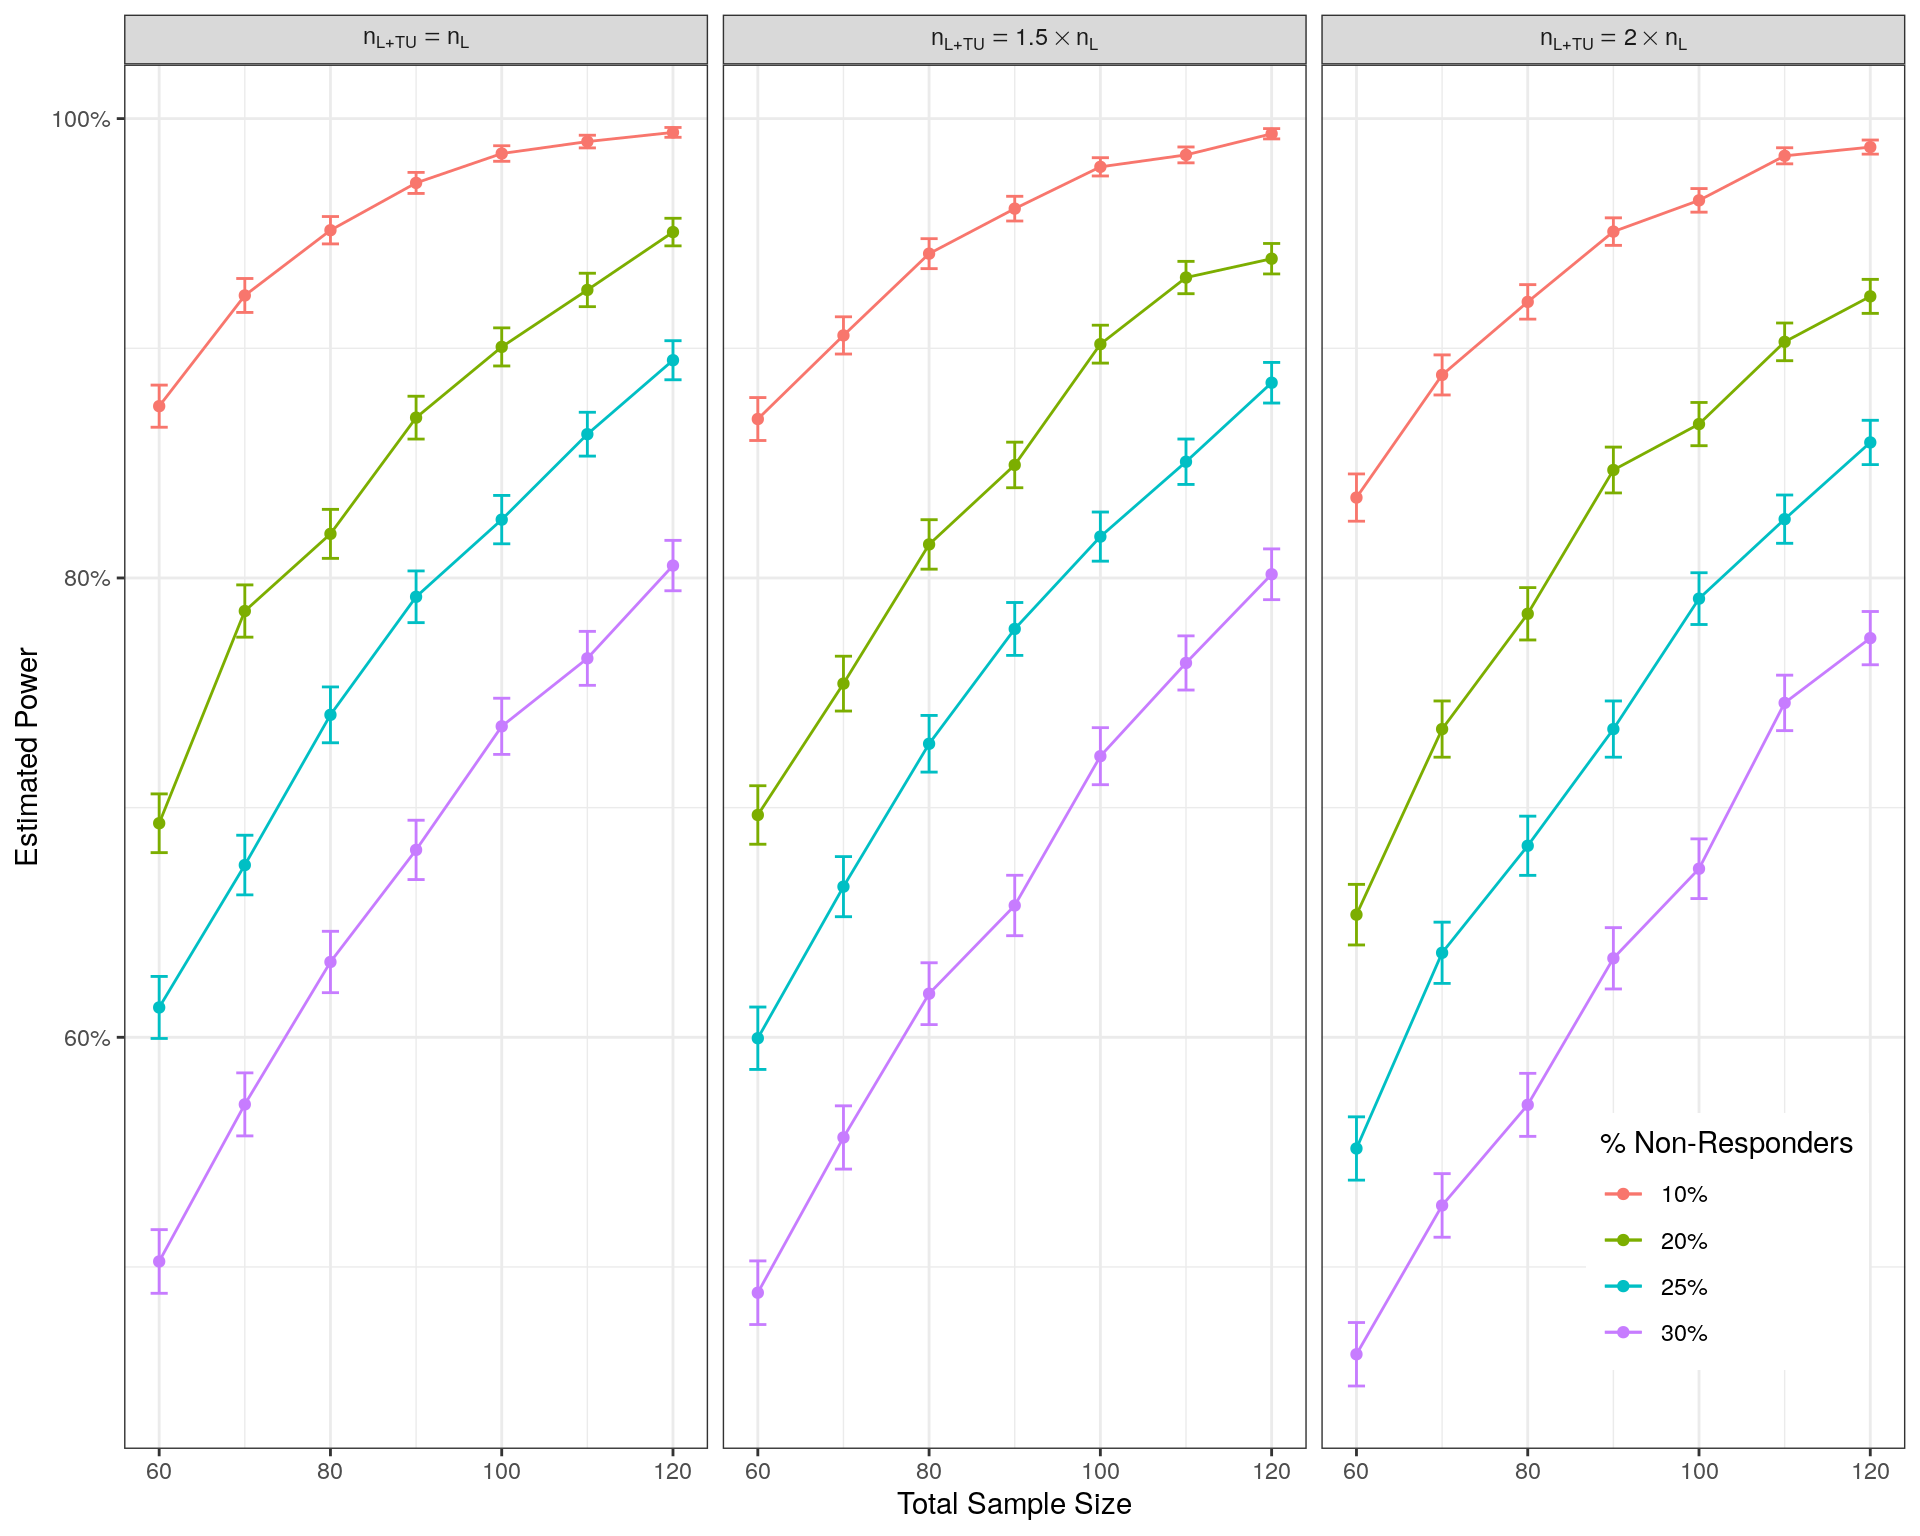 n_L+TU = n_L
n_L+TU = 1.5 × n_L
n_L+TU = 2 × n_L
100%
80%
60%
Estimated Power
% Non-Responders
10%
20%
25%
30%
60 80 100 120
60 80 100 120
60 80 100 120
Total Sample Size